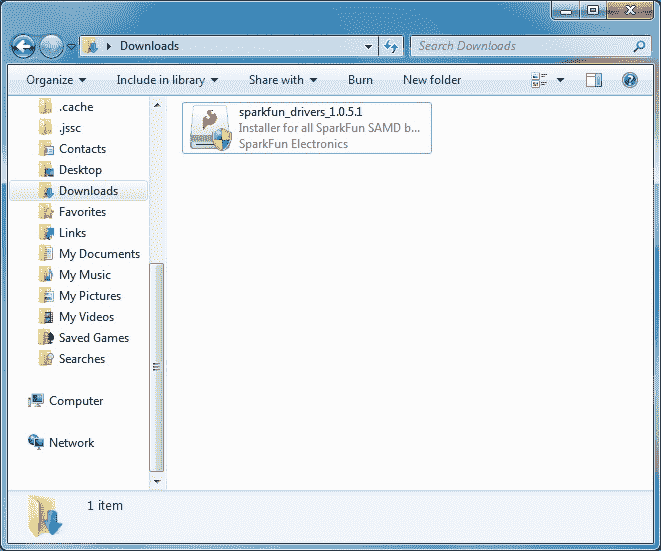 Downloads
Search Downloads
Organize Include in library Share with Burn New folder
.cache
.jssc
Contacts
Desktop
Downloads
Favorites
Links
My Documents
My Music
My Pictures
My Videos
Saved Games
Searches
Computer
Network
sparkfun_drivers_1.0.5.1
Installer for all SparkFun SAMD b...
SparkFun Electronics
1 item